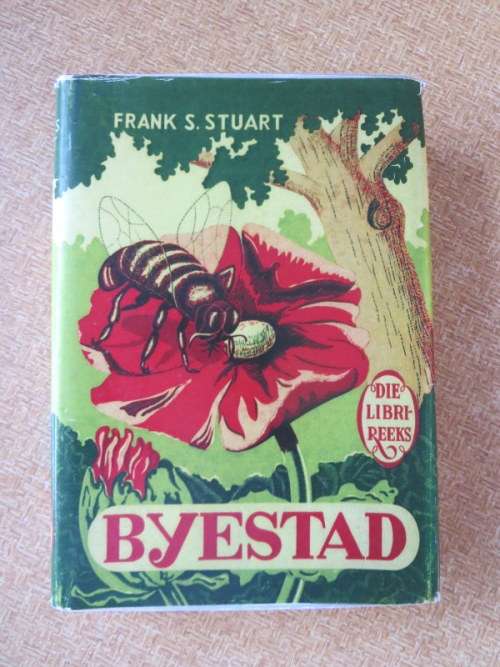 FRANK S. STUART
DIE
LIBRI-
REEKS
BYESTAD